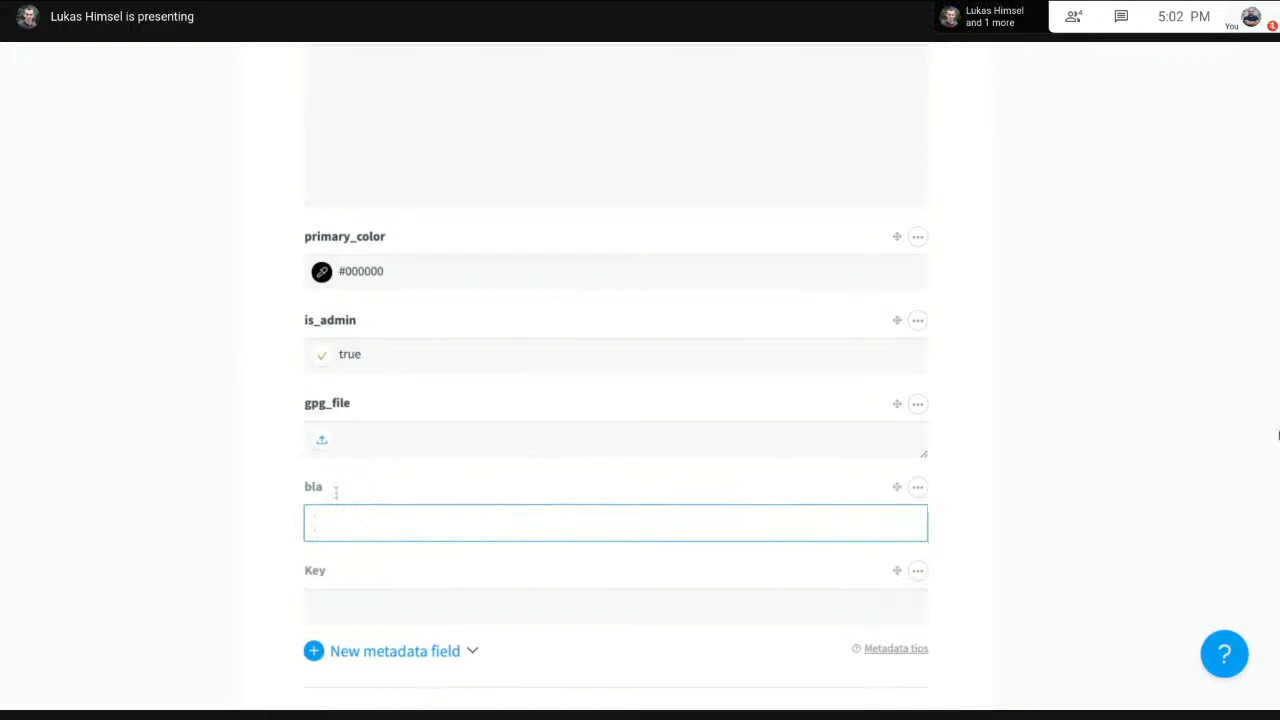 Lukas Himsel is presenting
Lukas Himsel
and 1 more
4
5:02 PM
You
primary_color
#000000
is_admin
true
gpg_file
bla
Key
New metadata field
Metadata tips
?